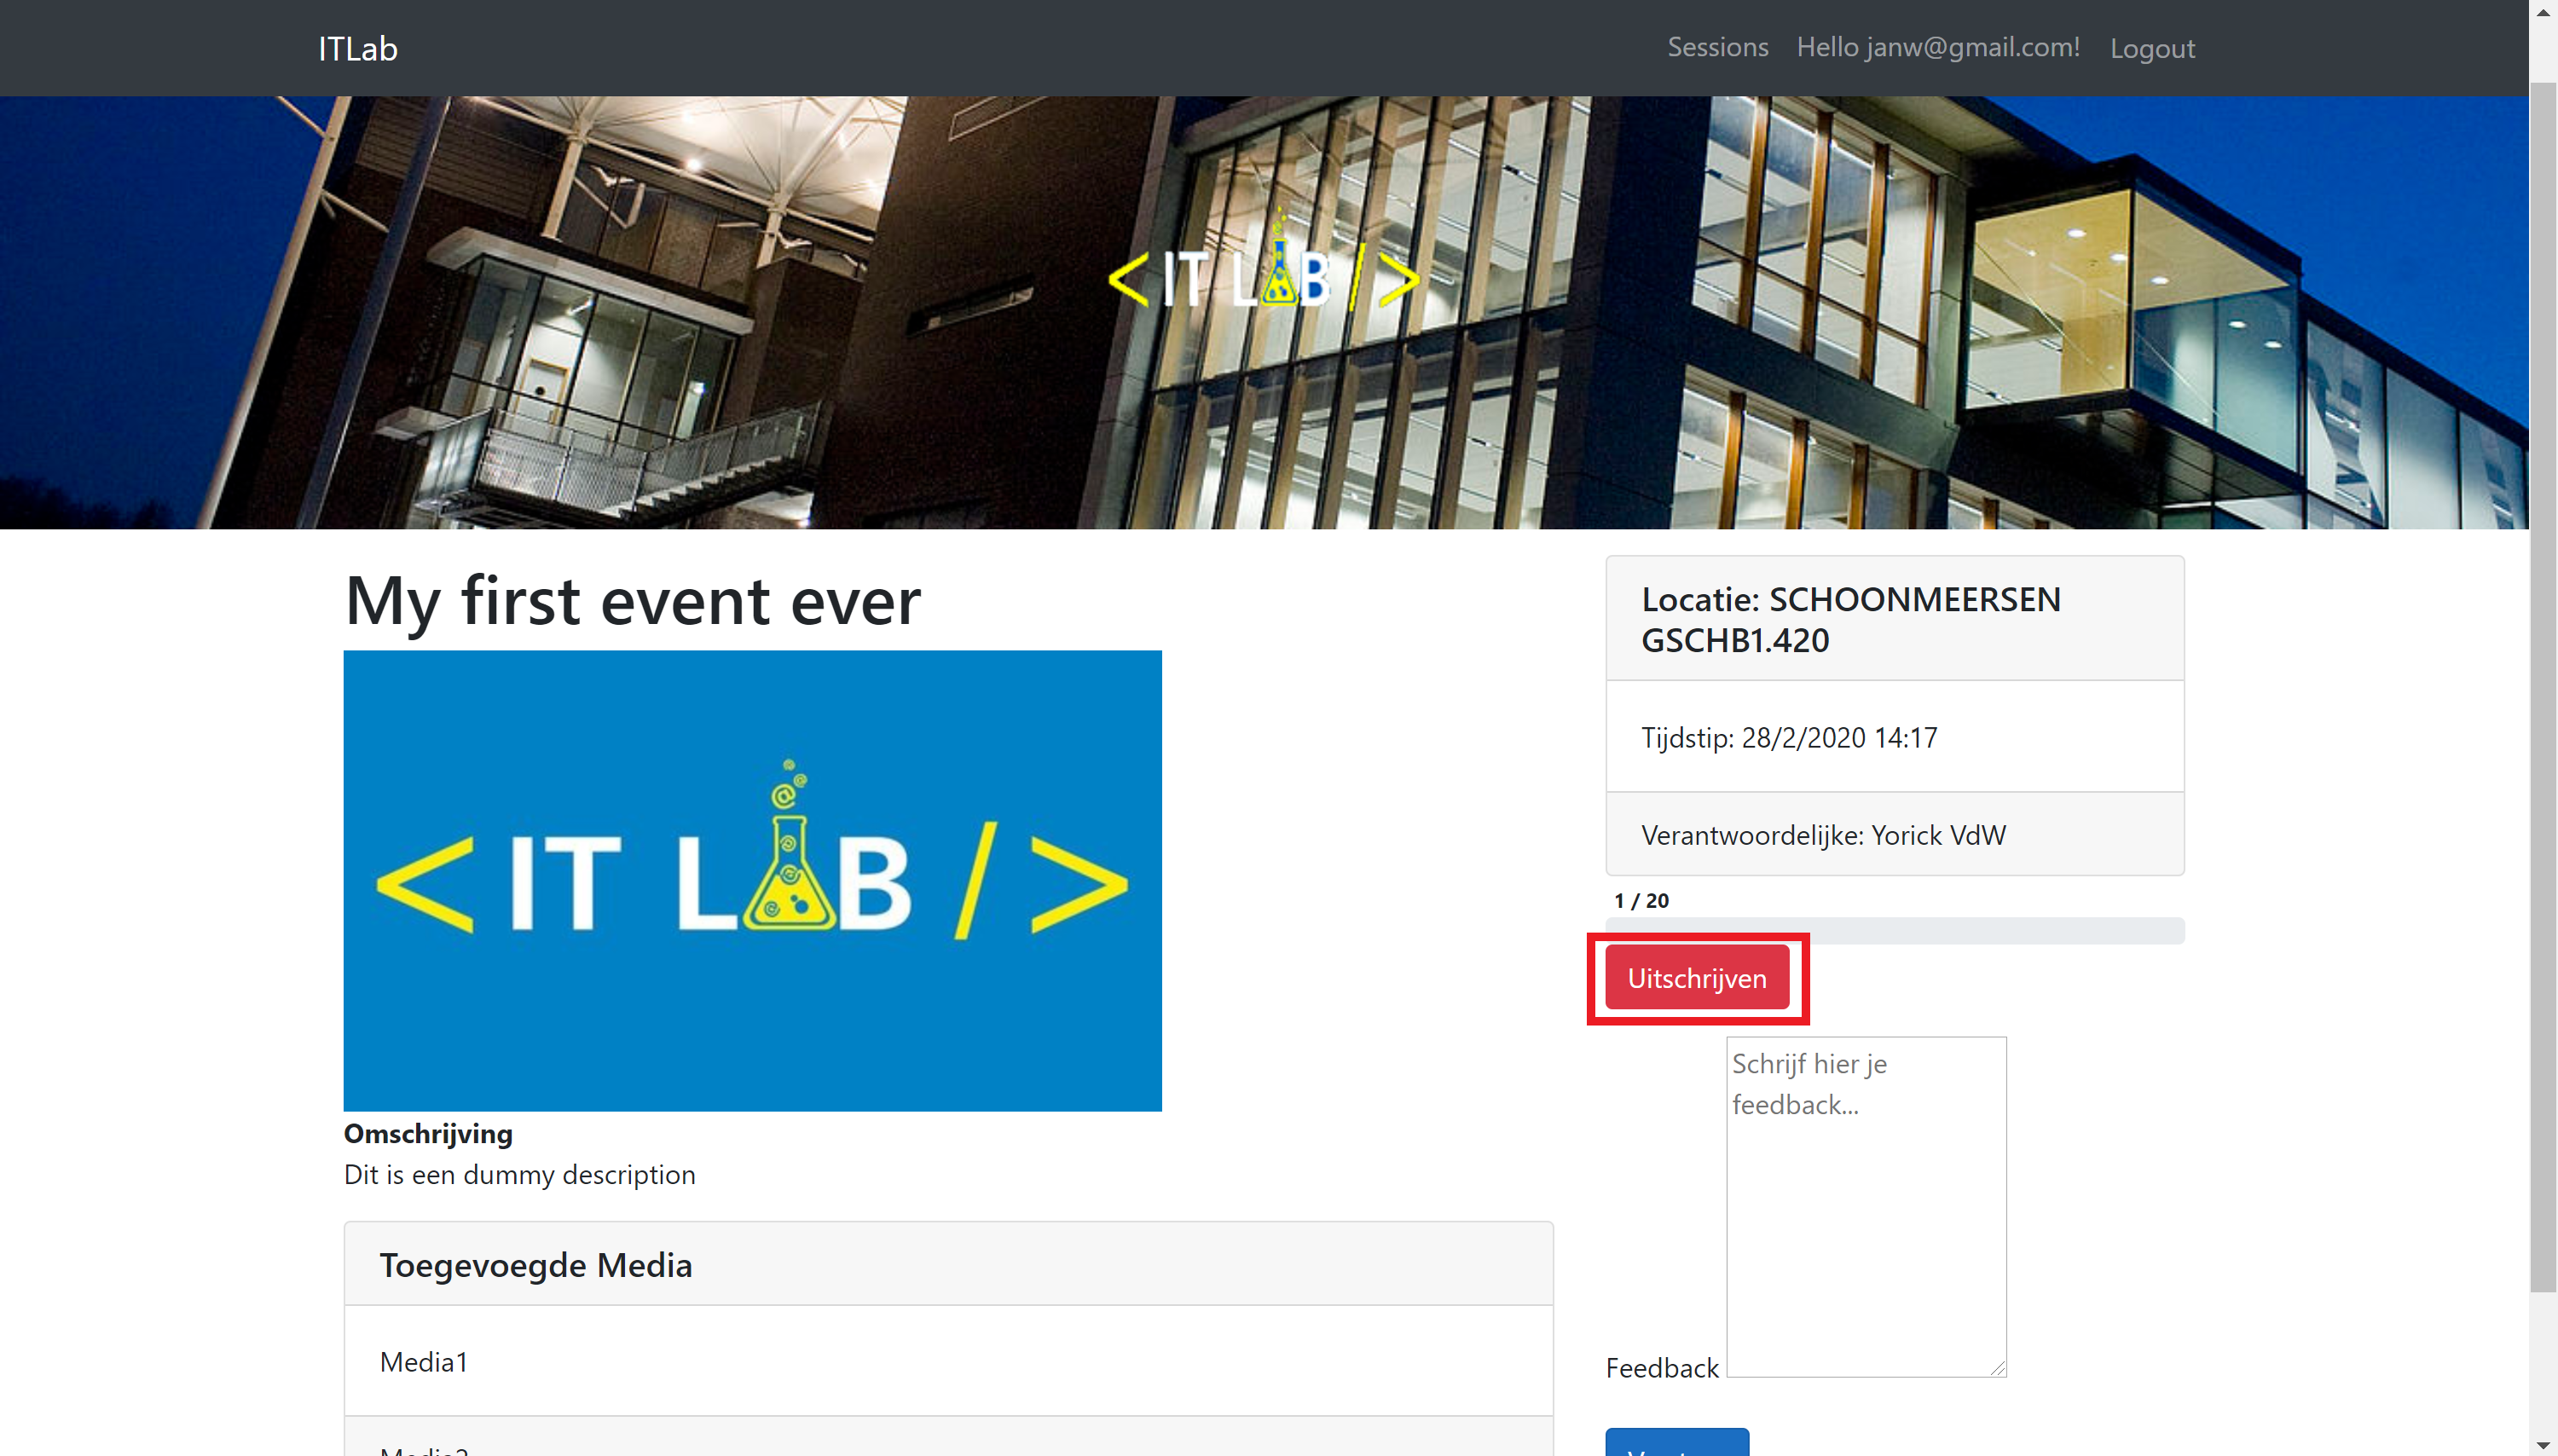 ITLab
Sessions
Hello janw@gmail.com!
Logout
< IT LAB />
My first event ever
< IT LAB />
Omschrijving
Dit is een dummy description
Toegevoegde Media
Media1
Locatie: SCHOONMEERSEN
GSCHB1.420
Tijdstip: 28/2/2020 14:17
Verantwoordelijke: Yorick VdW
1 / 20
Uitschrijven
Schrijf hier je
feedback...
Feedback